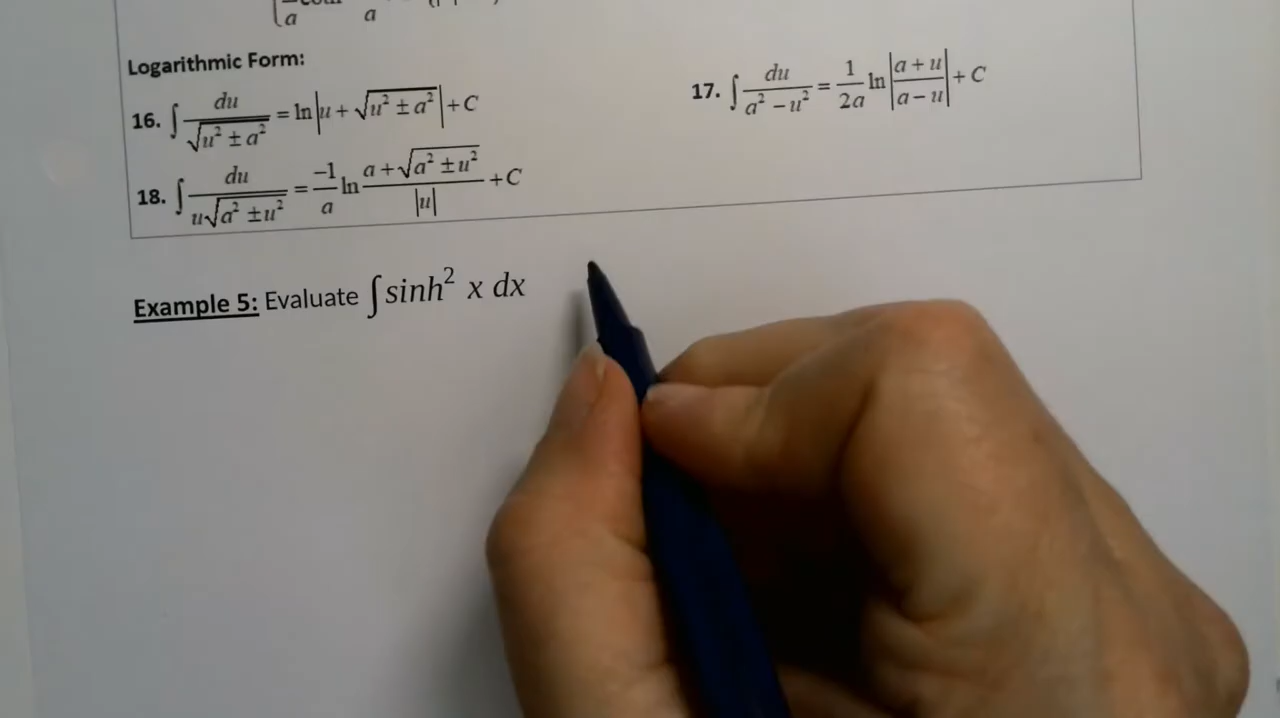 a a
Logarithmic Form:
16. ∫ du / √(u² ± a²) = ln|u + √(u² ± a²)| + C
17. ∫ du / (a² − u²) = 1/(2a) ln|(a + u)/(a − u)| + C
18. ∫ du / (u√(a² ± u²)) = −1/a ln (a + √(a² ± u²))/|u| + C
Example 5: Evaluate ∫ sinh² x dx